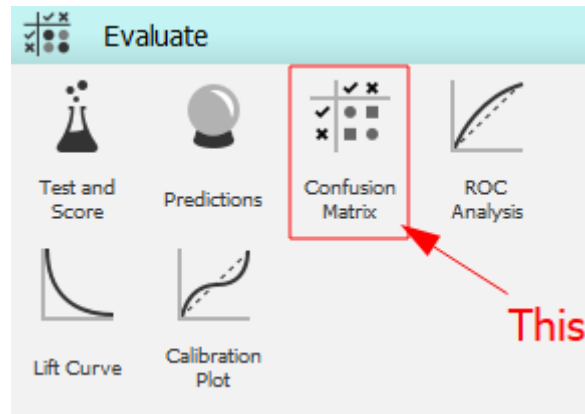 Evaluate
Test and
Score
Predictions
Confusion
Matrix
ROC
Analysis
This
Lift Curve
Calibration
Plot